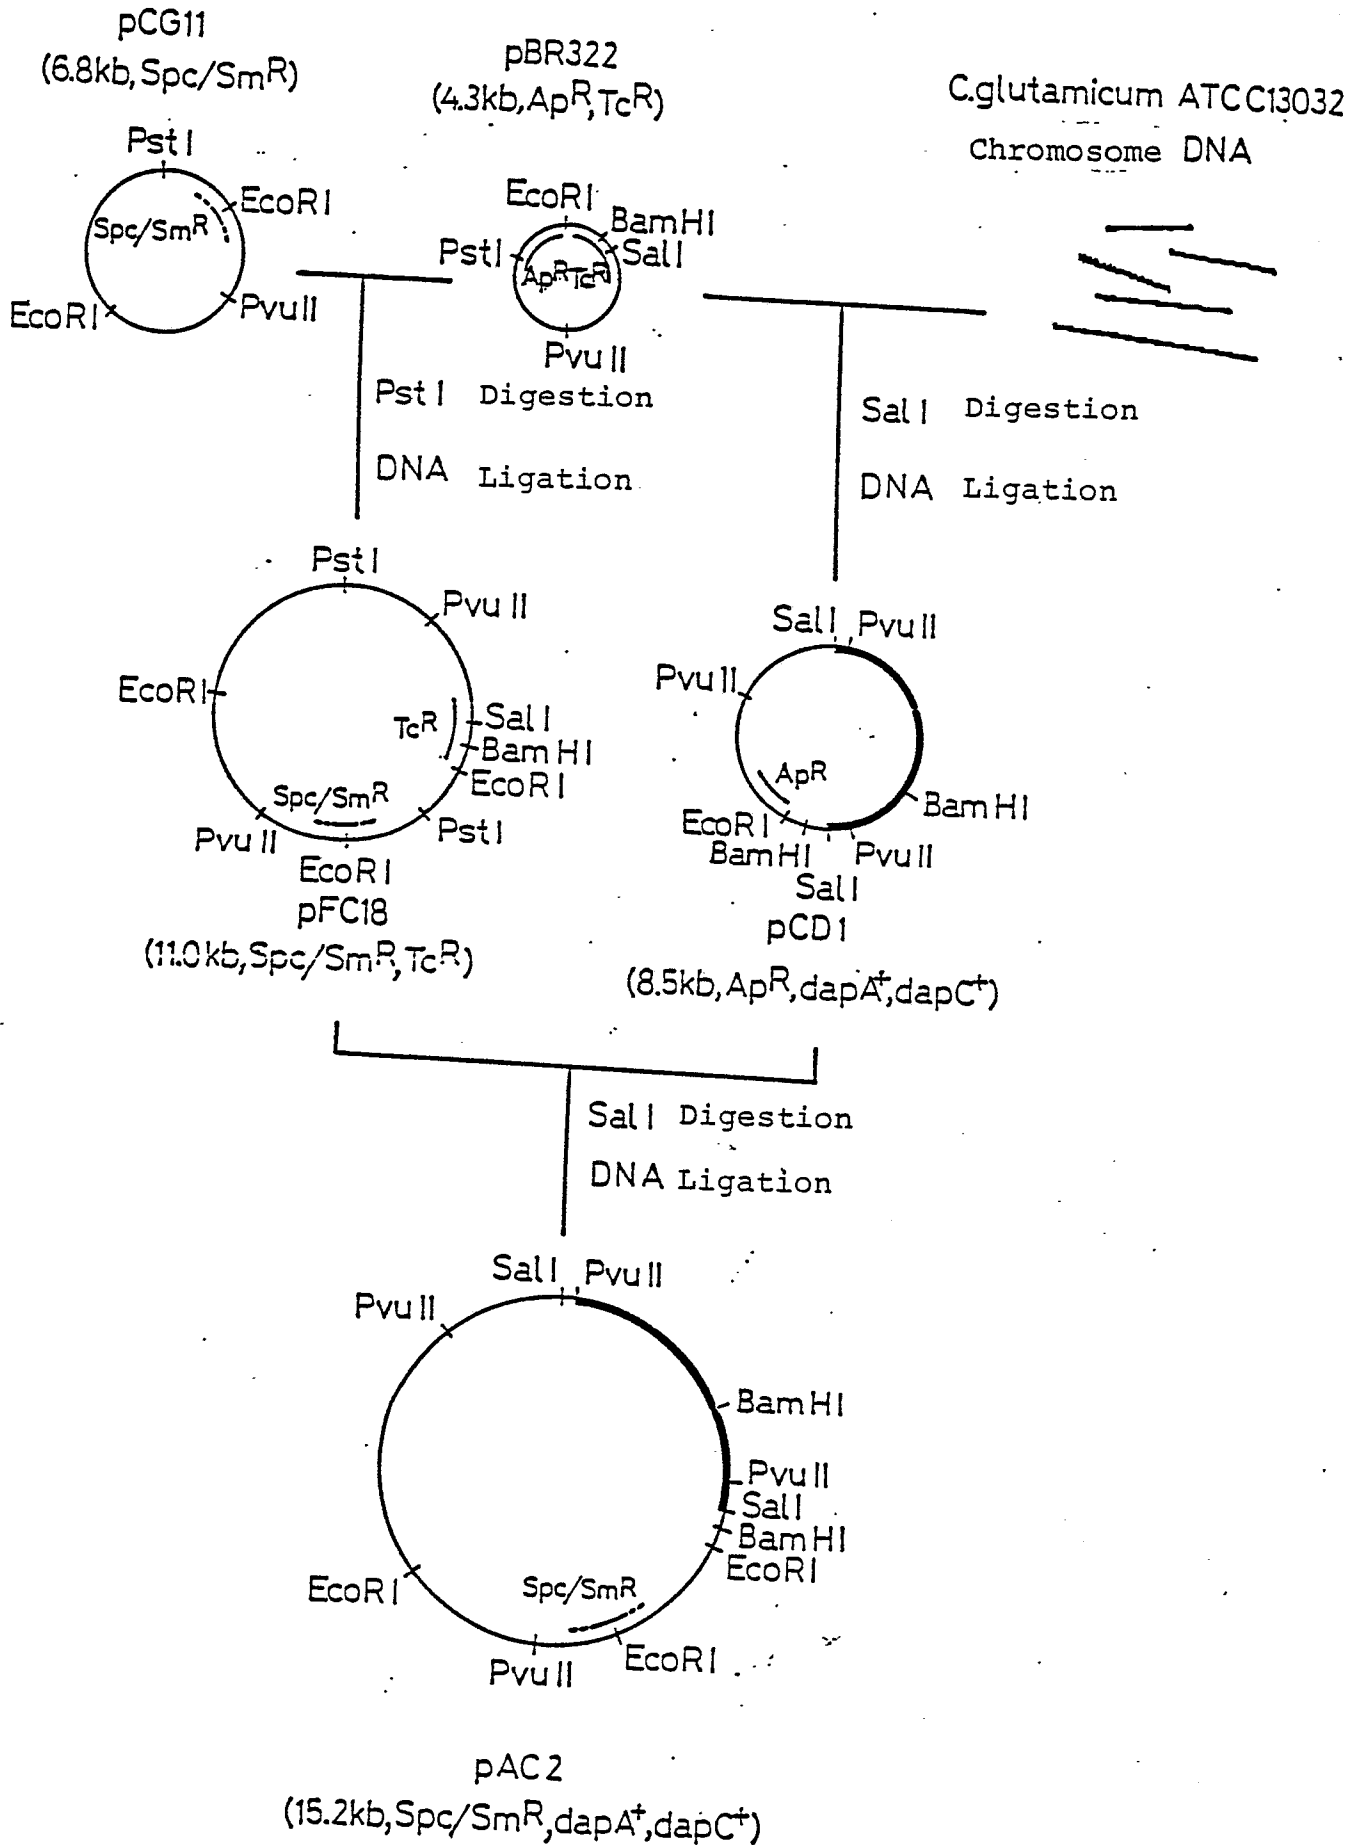 pCG11
(6.8kb, Spc/SmR)
PstI
EcoRI
Spc/SmR
EcoRI
PvuII
pBR322
(4.3kb, ApR, TcR)
EcoRI
BamHI
PstI
SalI
ApR TcR
PvuII
C.glutamicum ATCC13032
Chromosome DNA
PstI Digestion
DNA Ligation
SalI Digestion
DNA Ligation
PstI
PvuII
EcoRI
TcR
SalI
BamHI
EcoRI
Spc/SmR
PvuII
PstI
EcoRI
pFC18
(11.0kb, Spc/SmR, TcR)
SalI
PvuII
PvuII
ApR
BamHI
EcoRI
BamHI
PvuII
SalI
pCD1
(8.5kb, ApR, dapA+, dapC+)
SalI Digestion
DNA Ligation
SalI
PvuII
PvuII
BamHI
PvuII
SalI
BamHI
EcoRI
EcoRI
Spc/SmR
PvuII
EcoRI
pAC2
(15.2kb, Spc/SmR, dapA+, dapC+)